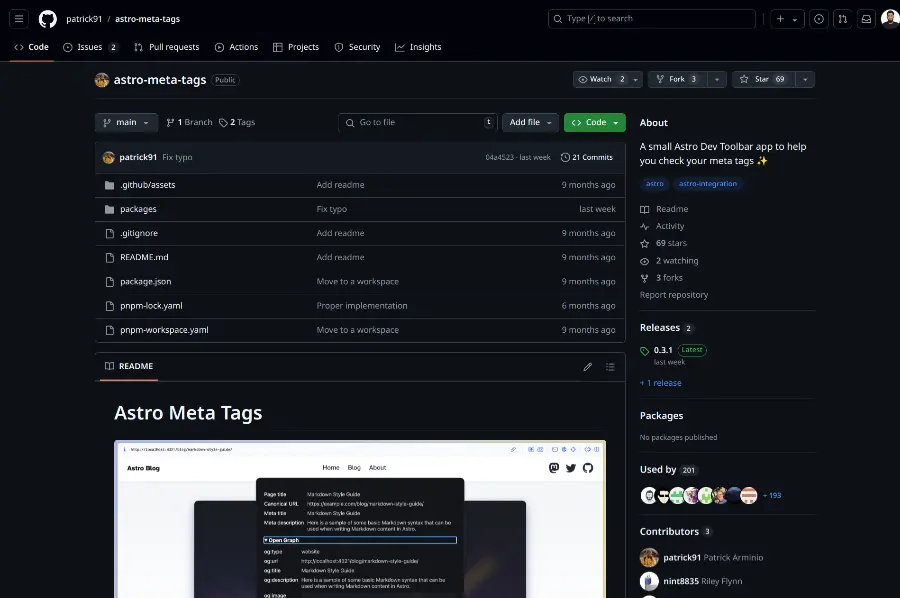 patrick91 / astro-meta-tags
Type / to search
Code Issues 2 Pull requests Actions Projects Security Insights
astro-meta-tags Public
Watch 2 Fork 3 Star 69
main 1 Branch 2 Tags
Go to file t
Add file Code
patrick91 Fix typo
04a4523 · last week 21 Commits
.github/assets Add readme 9 months ago
packages Fix typo last week
.gitignore Add readme 9 months ago
README.md Add readme 9 months ago
package.json Move to a workspace 9 months ago
pnpm-lock.yaml Proper implementation 6 months ago
pnpm-workspace.yaml Move to a workspace 9 months ago
README
Astro Meta Tags
http://localhost:4321/blog/markdown-style-guide/
Astro Blog
Home Blog About
Page title Markdown Style Guide
Canonical URL https://example.com/blog/markdown-style-guide/
Meta title Markdown Style Guide
Meta description Here is a sample of some basic Markdown syntax that can be
used when writing Markdown content in Astro.
▾ Open Graph
og:type website
og:url http://localhost:4321/blog/markdown-style-guide/
og:title Markdown Style Guide
og:description Here is a sample of some basic Markdown syntax that can be
used when writing Markdown content in Astro.
og:image
About
A small Astro Dev Toolbar app to help
you check your meta tags ✨
astro astro-integration
Readme
Activity
69 stars
2 watching
3 forks
Report repository
Releases 2
0.3.1 Latest
last week
+ 1 release
Packages
No packages published
Used by 201
+ 193
Contributors 3
patrick91 Patrick Arminio
nint8835 Riley Flynn